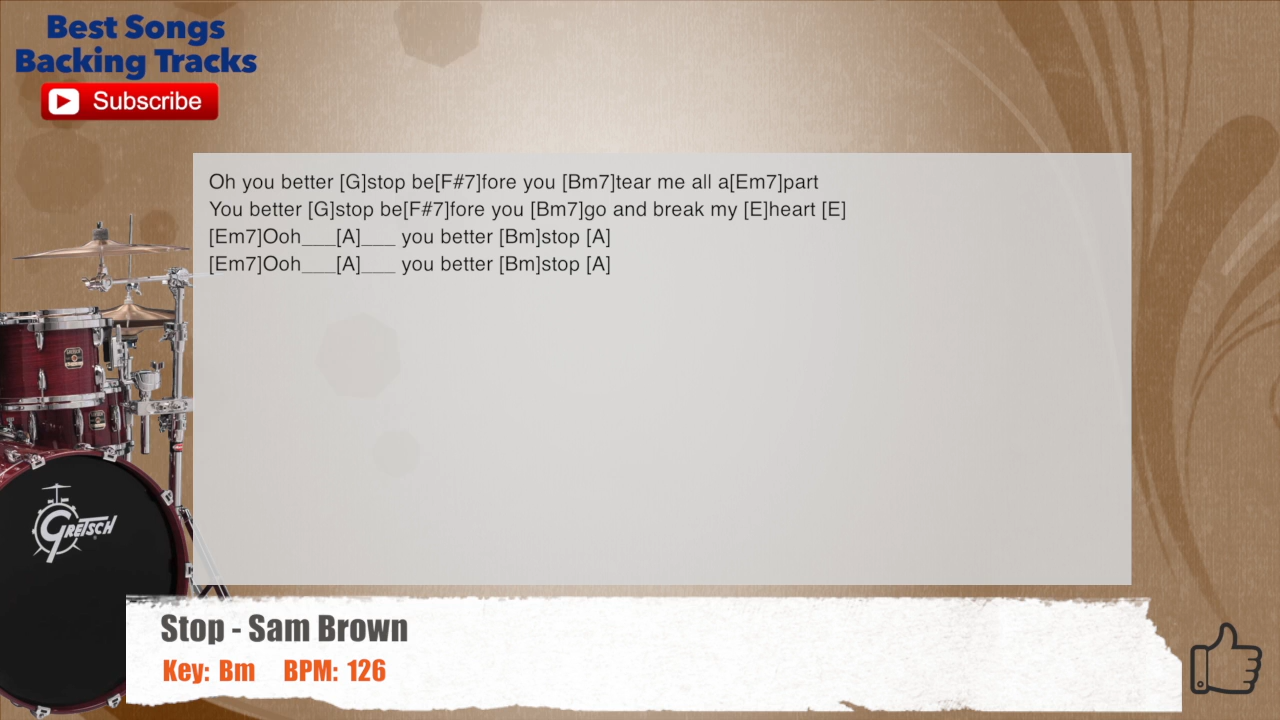 Best Songs
Backing Tracks
Subscribe
Oh you better [G]stop be[F#7]fore you [Bm7]tear me all a[Em7]part
You better [G]stop be[F#7]fore you [Bm7]go and break my [E]heart [E]
[Em7]Ooh___[A]___ you better [Bm]stop [A]
[Em7]Ooh___[A]___ you better [Bm]stop [A]
GRETSCH
Stop - Sam Brown
Key: Bm BPM: 126